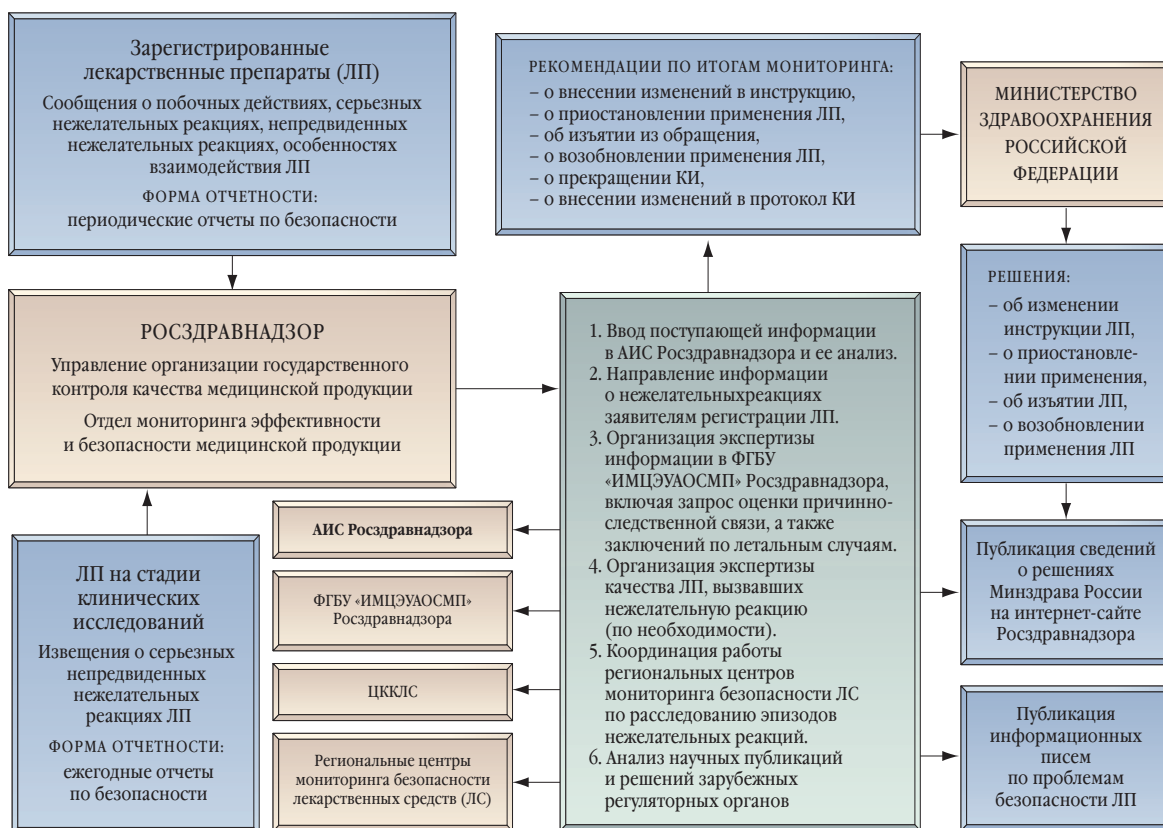 Зарегистрированные
лекарственные препараты (ЛП)
Сообщения о побочных действиях, серьезных
нежелательных реакциях, непредвиденных
нежелательных реакциях, особенностях
взаимодействия ЛП
ФОРМА ОТЧЕТНОСТИ:
периодические отчеты по безопасности
РЕКОМЕНДАЦИИ ПО ИТОГАМ МОНИТОРИНГА:
– о внесении изменений в инструкцию,
– о приостановлении применения ЛП,
– об изъятии из обращения,
– о возобновлении применения ЛП,
– о прекращении КИ,
– о внесении изменений в протокол КИ
МИНИСТЕРСТВО
ЗДРАВООХРАНЕНИЯ
РОССИЙСКОЙ
ФЕДЕРАЦИИ
РОСЗДРАВНАДЗОР
Управление организации государственного
контроля качества медицинской продукции
Отдел мониторинга эффективности
и безопасности медицинской продукции
1. Ввод поступающей информации
в АИС Росздравнадзора и ее анализ.
2. Направление информации
о нежелательныхреакциях
заявителям регистрации ЛП.
3. Организация экспертизы
информации в ФГБУ
«ИМЦЭУАОСМП» Росздравнадзора,
включая запрос оценки причинно-
следственной связи, а также
заключений по летальным случаям.
4. Организация экспертизы
качества ЛП, вызвавших
нежелательную реакцию
(по необходимости).
5. Координация работы
региональных центров
мониторинга безопасности ЛС
по расследованию эпизодов
нежелательных реакций.
6. Анализ научных публикаций
и решений зарубежных
регуляторных органов
РЕШЕНИЯ:
– об изменении
инструкции ЛП,
– о приостановле-
нии применения,
– об изъятии ЛП,
– о возобновлении
применения ЛП
ЛП на стадии
клинических
исследований
Извещения о серьезных
непредвиденных
нежелательных
реакциях ЛП
ФОРМА ОТЧЕТНОСТИ:
ежегодные отчеты
по безопасности
АИС Росздравнадзора
ФГБУ «ИМЦЭУАОСМП»
Росздравнадзора
ЦККЛС
Региональные центры
мониторинга безопасности
лекарственных средств (ЛС)
Публикация сведений
о решениях
Минздрава России
на интернет-сайте
Росздравнадзора
Публикация
информационных
писем
по проблемам
безопасности ЛП